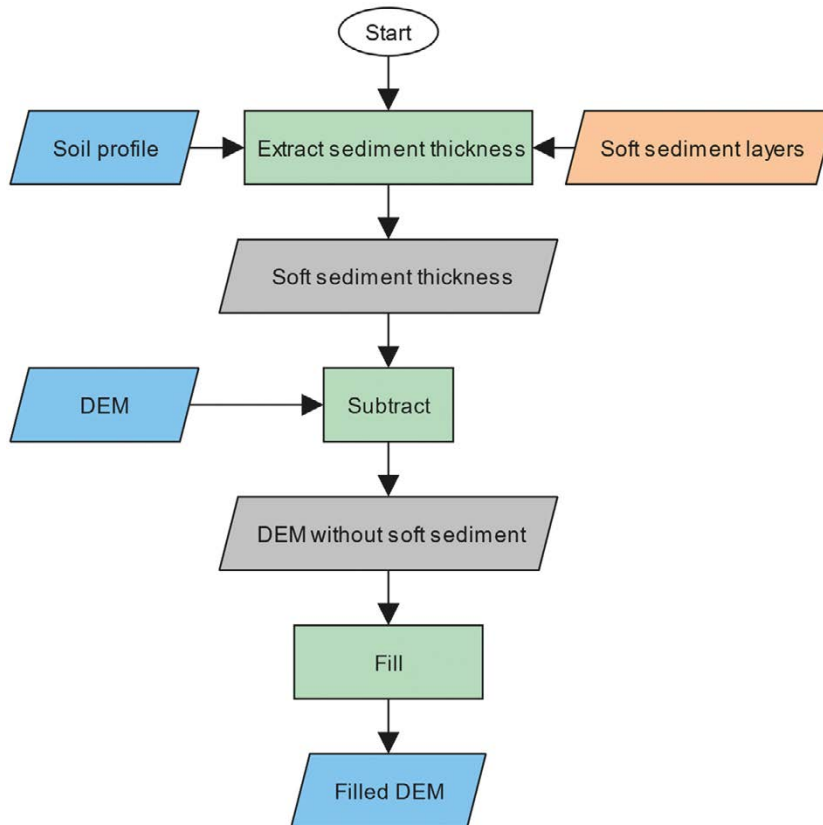 Start
Soil profile
Extract sediment thickness
Soft sediment layers
Soft sediment thickness
DEM
Subtract
DEM without soft sediment
Fill
Filled DEM